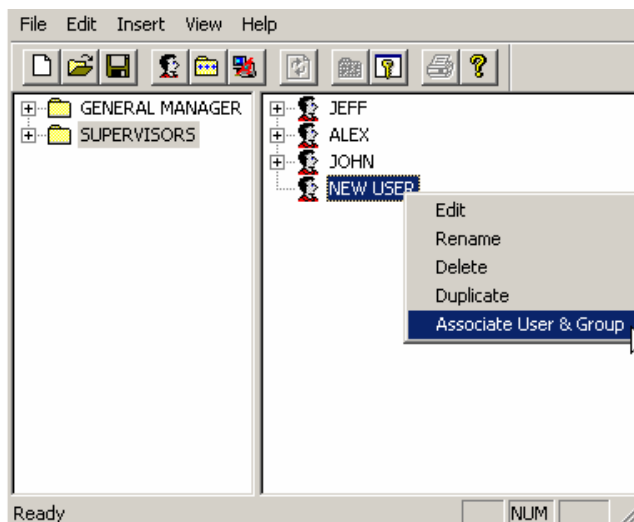 File Edit Insert View Help
GENERAL MANAGER
SUPERVISORS
JEFF
ALEX
JOHN
NEW USER
Edit
Rename
Delete
Duplicate
Associate User & Group
Ready
NUM